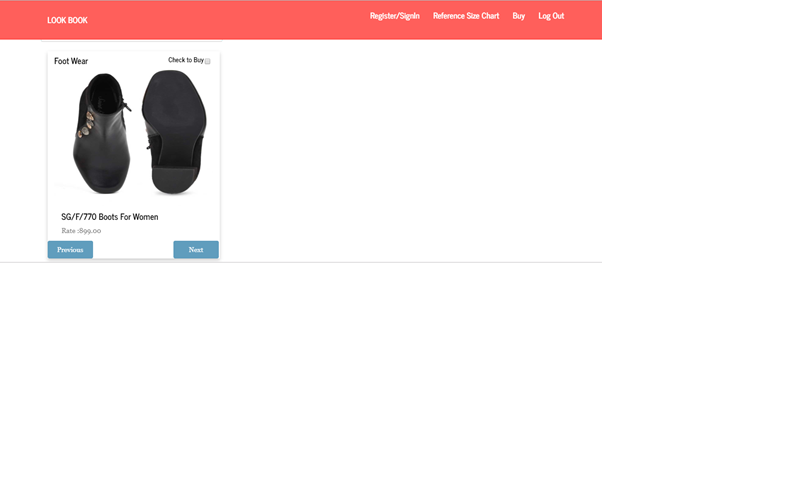 LOOK BOOK
Register/SignIn Reference Size Chart Buy Log Out
Foot Wear Check to Buy
SG/F/770 Boots For Women
Rate :899.00
Previous Next